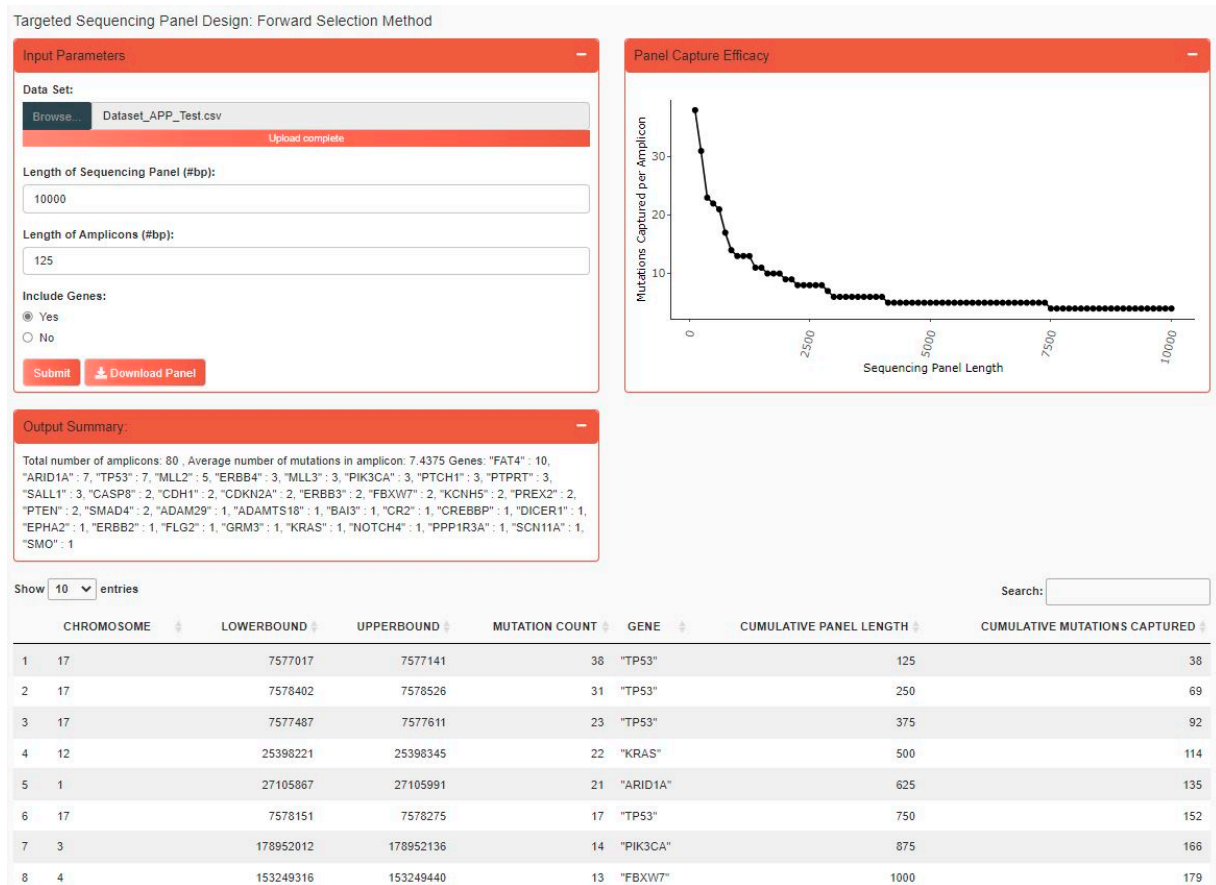 Targeted Sequencing Panel Design: Forward Selection Method
Input Parameters
Data Set:
Browse... Dataset_APP_Test.csv
Upload complete
Length of Sequencing Panel (#bp):
10000
Length of Amplicons (#bp):
125
Include Genes:
Yes
No
Submit Download Panel
Panel Capture Efficacy
Mutations Captured per Amplicon
30
20
10
0 2500 5000 7500 10000
Sequencing Panel Length
Output Summary:
Total number of amplicons: 80 , Average number of mutations in amplicon: 7.4375 Genes: "FAT4" : 10,
"ARID1A" : 7, "TP53" : 7, "MLL2" : 5, "ERBB4" : 3, "MLL3" : 3, "PIK3CA" : 3, "PTCH1" : 3, "PTPRT" : 3,
"SALL1" : 3, "CASP8" : 2, "CDH1" : 2, "CDKN2A" : 2, "ERBB3" : 2, "FBXW7" : 2, "KCNH5" : 2, "PREX2" : 2,
"PTEN" : 2, "SMAD4" : 2, "ADAM29" : 1, "ADAMTS18" : 1, "BAI3" : 1, "CR2" : 1, "CREBBP" : 1, "DICER1" : 1,
"EPHA2" : 1, "ERBB2" : 1, "FLG2" : 1, "GRM3" : 1, "KRAS" : 1, "NOTCH4" : 1, "PPP1R3A" : 1, "SCN11A" : 1,
"SMO" : 1
Show 10 entries Search:
CHROMOSOME LOWERBOUND UPPERBOUND MUTATION COUNT GENE CUMULATIVE PANEL LENGTH CUMULATIVE MUTATIONS CAPTURED
1 17 7577017 7577141 38 "TP53" 125 38
2 17 7578402 7578526 31 "TP53" 250 69
3 17 7577487 7577611 23 "TP53" 375 92
4 12 25398221 25398345 22 "KRAS" 500 114
5 1 27105867 27105991 21 "ARID1A" 625 135
6 17 7578151 7578275 17 "TP53" 750 152
7 3 178952012 178952136 14 "PIK3CA" 875 166
8 4 153249316 153249440 13 "FBXW7" 1000 179